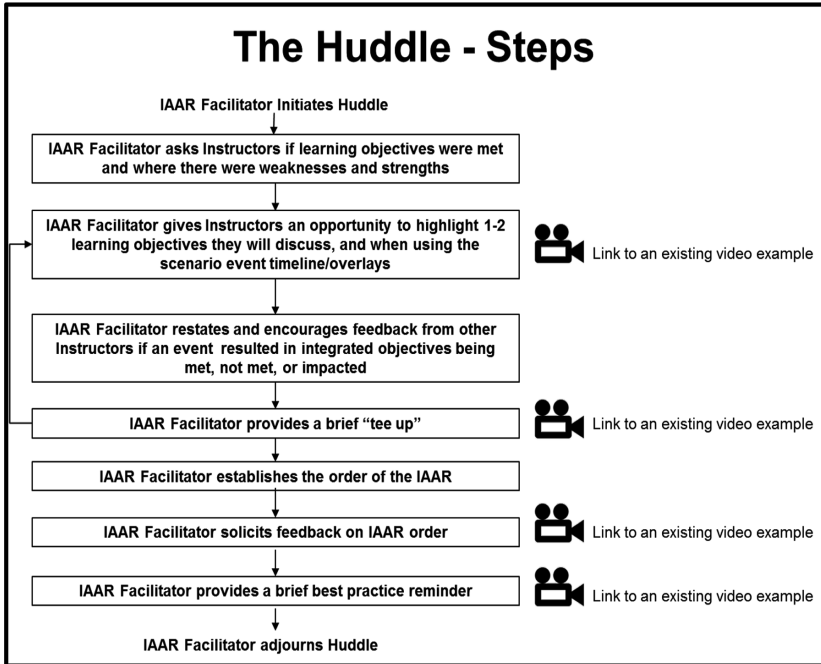 The Huddle - Steps
IAAR Facilitator Initiates Huddle
IAAR Facilitator asks Instructors if learning objectives were met
and where there were weaknesses and strengths
IAAR Facilitator gives Instructors an opportunity to highlight 1-2
learning objectives they will discuss, and when using the
scenario event timeline/overlays
Link to an existing video example
IAAR Facilitator restates and encourages feedback from other
Instructors if an event resulted in integrated objectives being
met, not met, or impacted
IAAR Facilitator provides a brief “tee up”
Link to an existing video example
IAAR Facilitator establishes the order of the IAAR
IAAR Facilitator solicits feedback on IAAR order
Link to an existing video example
IAAR Facilitator provides a brief best practice reminder
Link to an existing video example
IAAR Facilitator adjourns Huddle